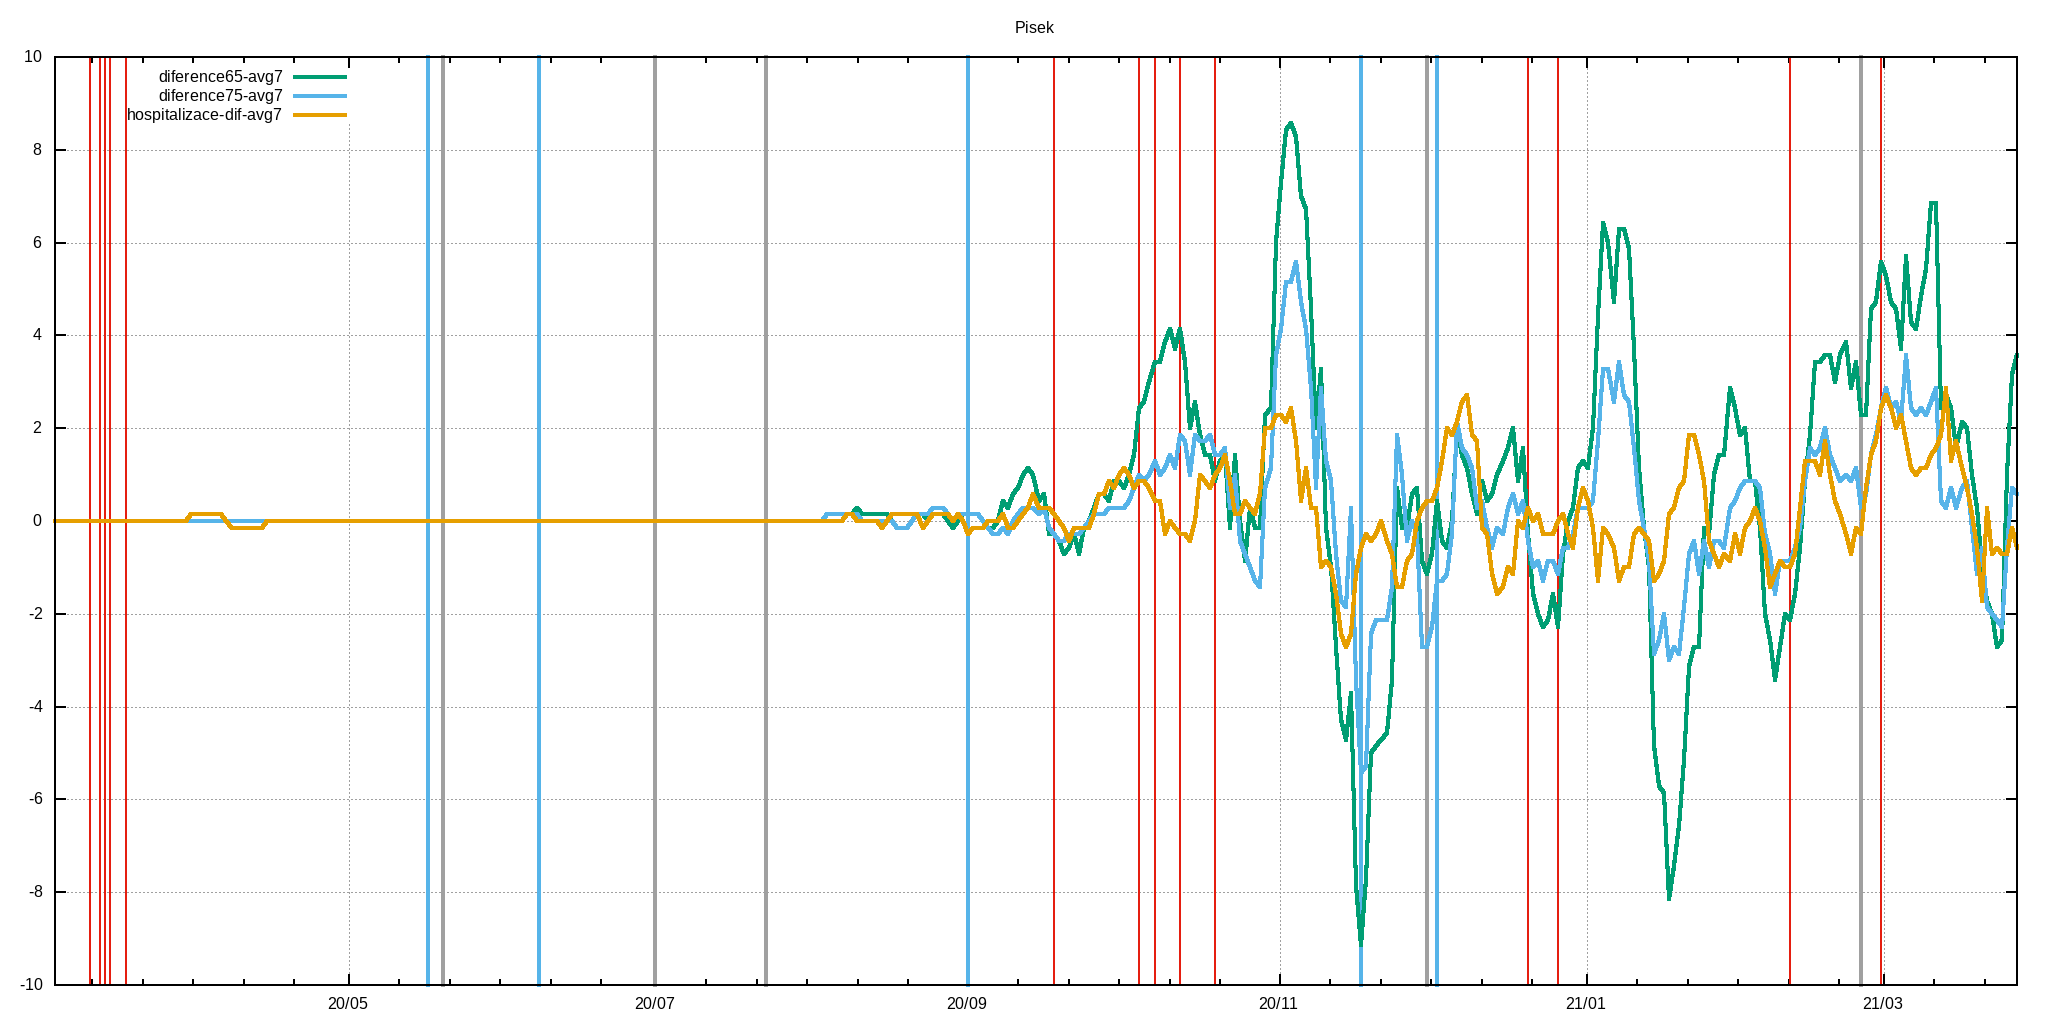 Pisek
10
diference65-avg7
diference75-avg7
hospitalizace-dif-avg7
8
6
4
2
0
-2
-4
-6
-8
-10
20/05 20/07 20/09 20/11 21/01 21/03